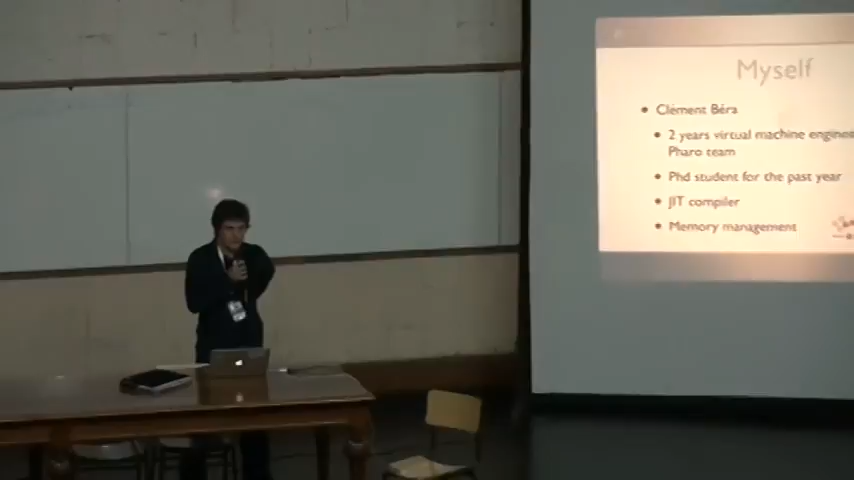 Myself
• Clément Béra
• 2 years virtual machine engineer
Pharo team
• Phd student for the past year
• JIT compiler
• Memory management